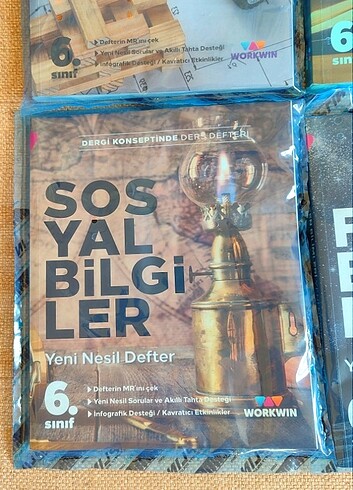 6.
sınıf
Defterin MR'ını çek
Yeni Nesil Sorular ve Akıllı Tahta Desteği
İnfografik Desteği / Kavratıcı Etkinlikler
WORKWIN
6
sınıf
DERGİ KONSEPTİNDE DERS DEFTERİ
SOS
YAL
BİLGİ
LER
Yeni Nesil Defter
6.
sınıf
Defterin MR'ını çek
Yeni Nesil Sorular ve Akıllı Tahta Desteği
İnfografik Desteği / Kavratıcı Etkinlikler
WORKWIN